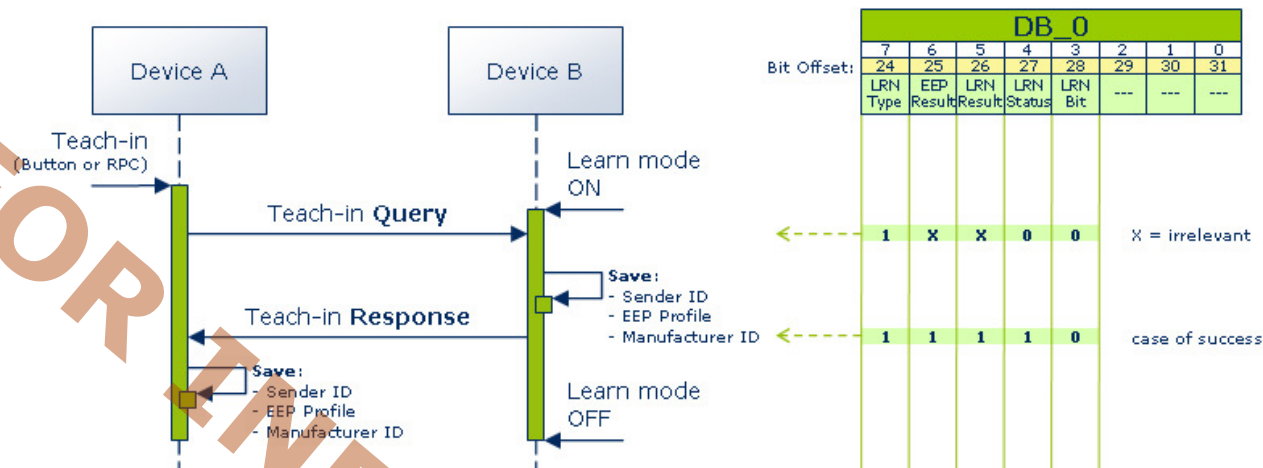 Device A
Device B
Teach-in
(Button or RPC)
Learn mode
ON
Teach-in Query
Save:
- Sender ID
- EEP Profile
- Manufacturer ID
Teach-in Response
Save:
- Sender ID
- EEP Profile
- Manufacturer ID
Learn mode
OFF
DB_0
7 6 5 4 3 2 1 0
Bit Offset: 24 25 26 27 28 29 30 31
LRN EEP LRN LRN LRN --- --- ---
Type Result Result Status Bit
1 X X 0 0 X = irrelevant
1 1 1 1 0 case of success